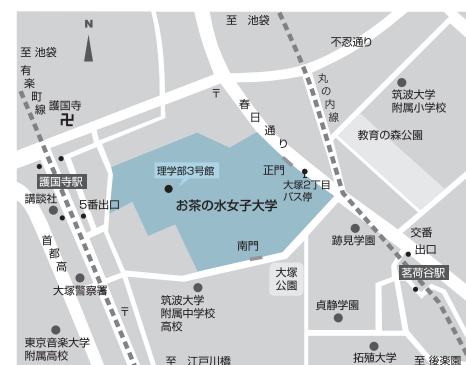 N
至 池袋
至 池袋
不忍通り
有楽町線
護国寺
卍
〒
春日通り
丸の内線
筑波大学
附属小学校
教育の森公園
理学部3号館
正門
大塚2丁目
バス停
護国寺駅
講談社
5番出口
お茶の水女子大学
首都高
南門
跡見学園
交番
出口
茗荷谷駅
大塚
公園
大塚警察署
〒
筑波大学
附属中学校
高校
貞静学園
東京音楽大学
附属高校
至 江戸川橋
拓殖大学
至 後楽園